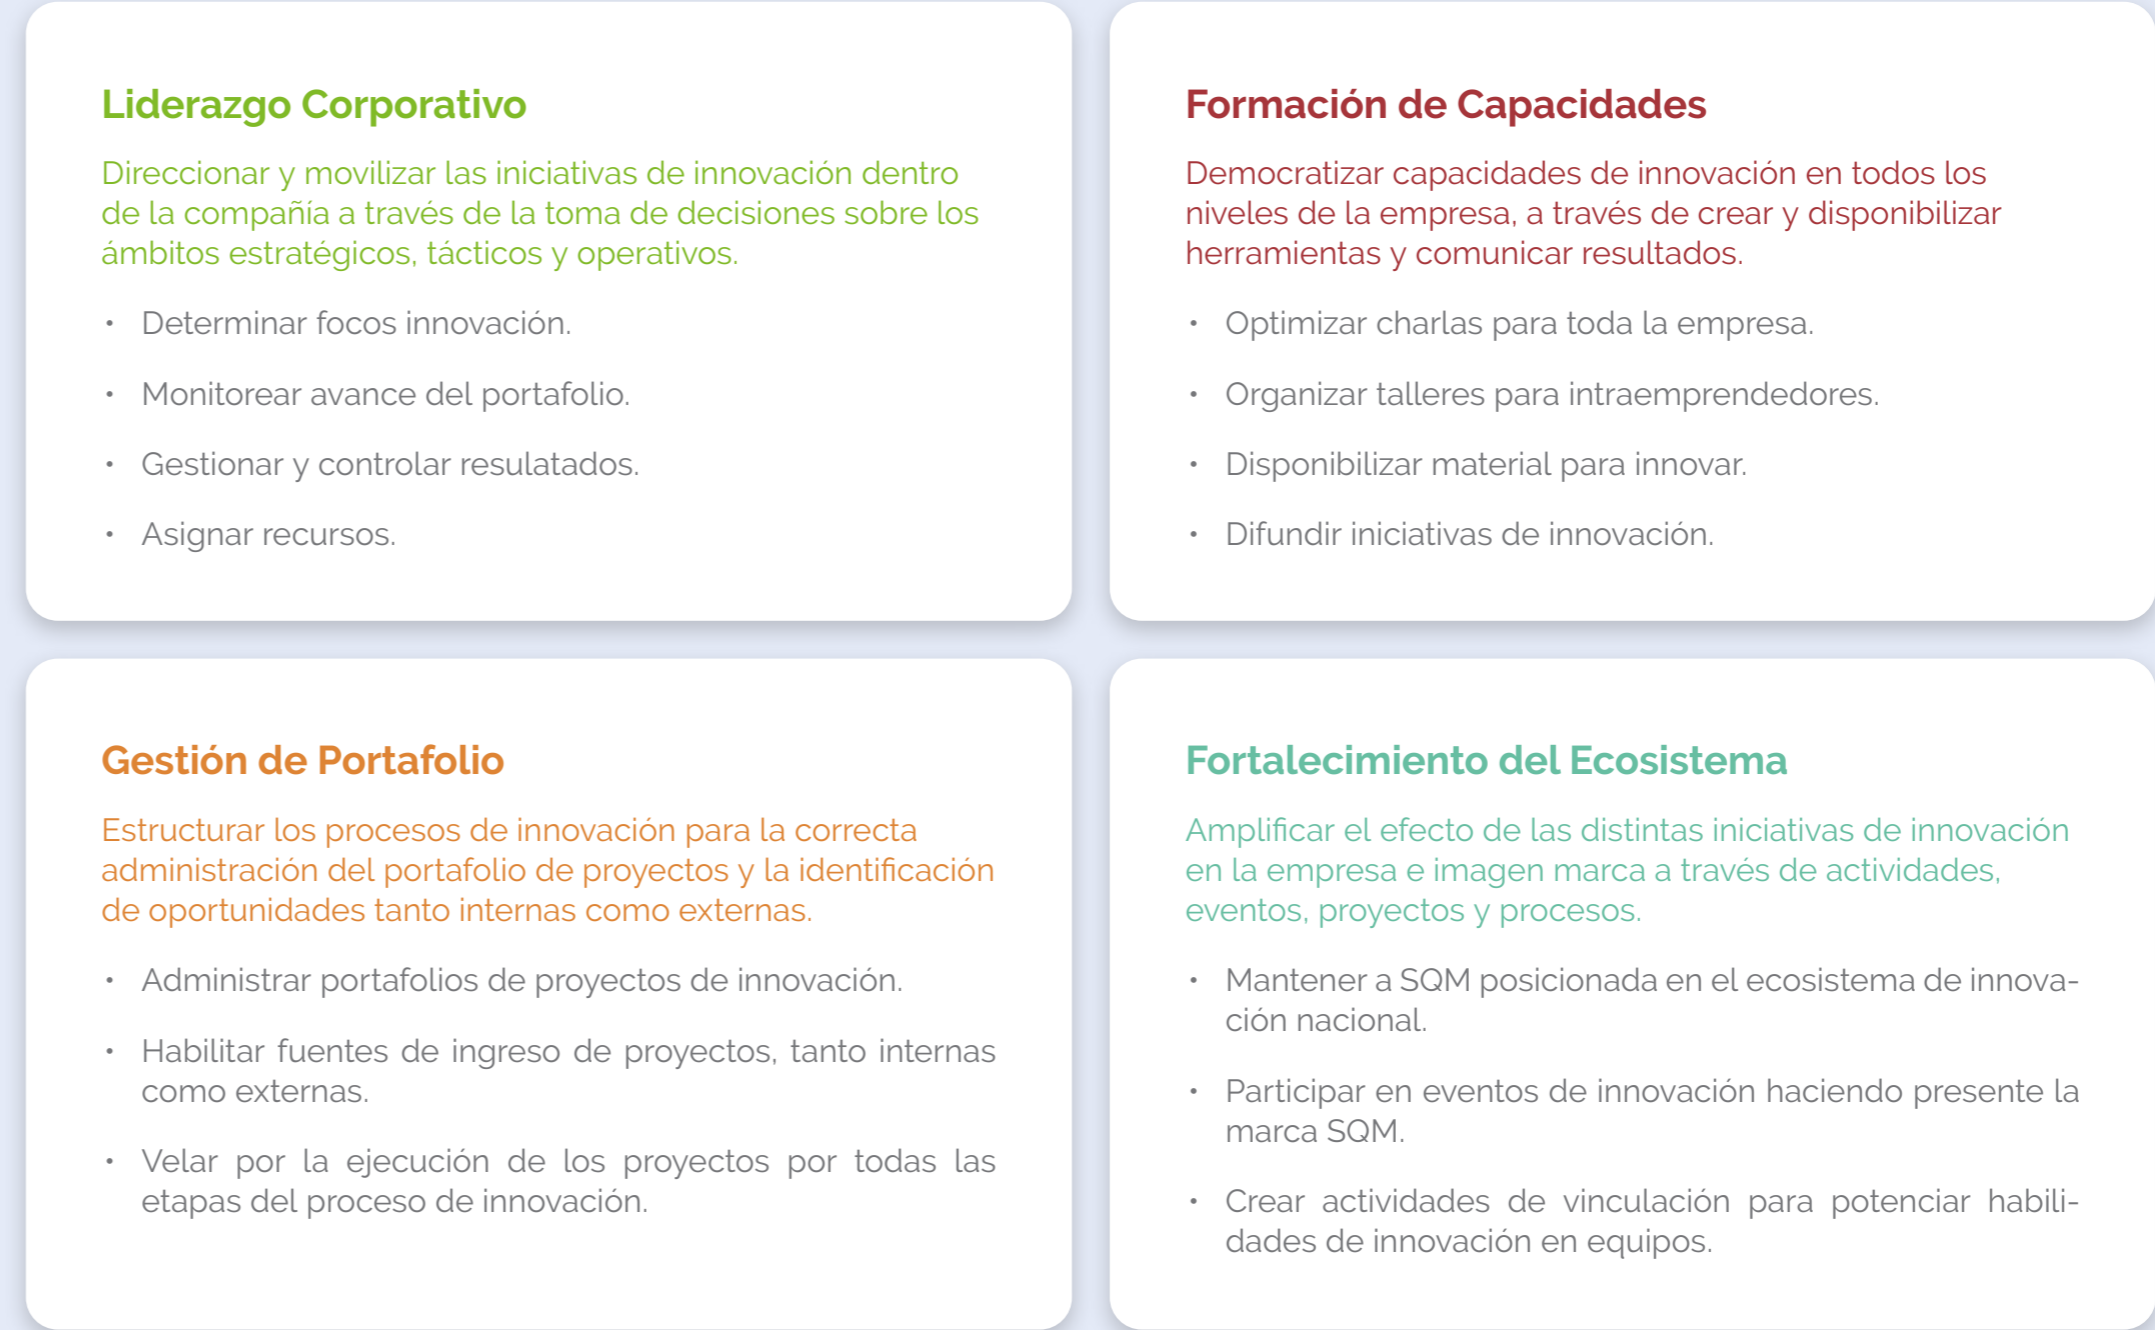 Liderazgo Corporativo
Direccionar y movilizar las iniciativas de innovación dentro
de la compañía a través de la toma de decisiones sobre los
ámbitos estratégicos, tácticos y operativos.
• Determinar focos innovación.
• Monitorear avance del portafolio.
• Gestionar y controlar resulatados.
• Asignar recursos.
Formación de Capacidades
Democratizar capacidades de innovación en todos los
niveles de la empresa, a través de crear y disponibilizar
herramientas y comunicar resultados.
• Optimizar charlas para toda la empresa.
• Organizar talleres para intraemprendedores.
• Disponibilizar material para innovar.
• Difundir iniciativas de innovación.
Gestión de Portafolio
Estructurar los procesos de innovación para la correcta
administración del portafolio de proyectos y la identificación
de oportunidades tanto internas como externas.
• Administrar portafolios de proyectos de innovación.
• Habilitar fuentes de ingreso de proyectos, tanto internas
como externas.
• Velar por la ejecución de los proyectos por todas las
etapas del proceso de innovación.
Fortalecimiento del Ecosistema
Amplificar el efecto de las distintas iniciativas de innovación
en la empresa e imagen marca a través de actividades,
eventos, proyectos y procesos.
• Mantener a SQM posicionada en el ecosistema de innova-
ción nacional.
• Participar en eventos de innovación haciendo presente la
marca SQM.
• Crear actividades de vinculación para potenciar habili-
dades de innovación en equipos.